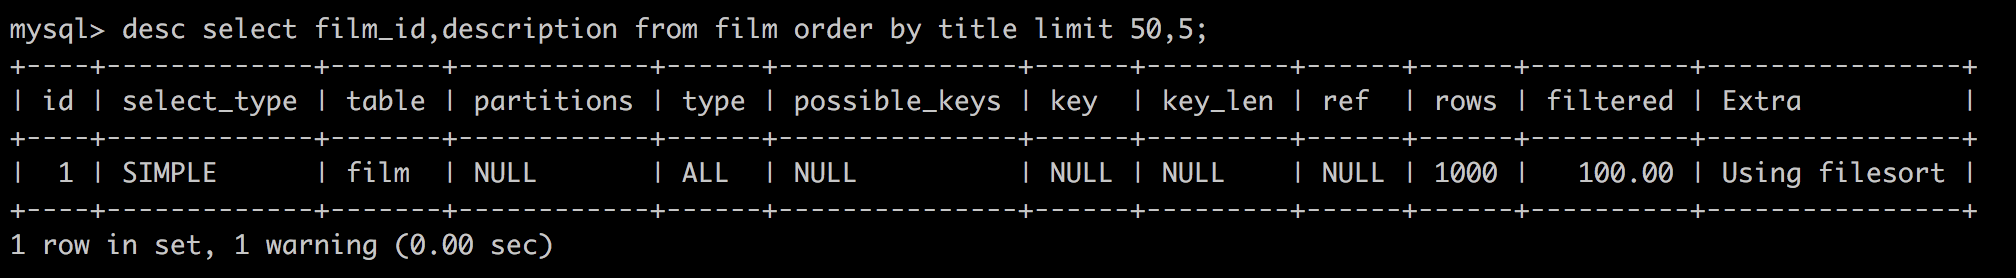 mysql> desc select film_id,description from film order by title limit 50,5;
+----+-------------+-------+------------+------+---------------+------+---------+------+------+----------+----------------+
| id | select_type | table | partitions | type | possible_keys | key  | key_len | ref  | rows | filtered | Extra          |
+----+-------------+-------+------------+------+---------------+------+---------+------+------+----------+----------------+
|  1 | SIMPLE      | film  | NULL       | ALL  | NULL          | NULL | NULL    | NULL | 1000 |   100.00 | Using filesort |
+----+-------------+-------+------------+------+---------------+------+---------+------+------+----------+----------------+
1 row in set, 1 warning (0.00 sec)